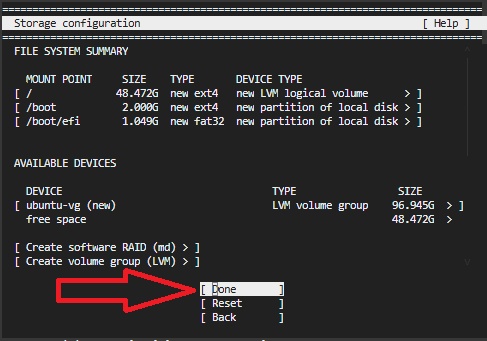 Storage configuration [ Help ]
FILE SYSTEM SUMMARY
MOUNT POINT SIZE TYPE DEVICE TYPE
[ / 48.472G new ext4 new LVM logical volume > ]
[ /boot 2.000G new ext4 new partition of local disk > ]
[ /boot/efi 1.049G new fat32 new partition of local disk > ]
AVAILABLE DEVICES
DEVICE TYPE SIZE
[ ubuntu-vg (new) LVM volume group 96.945G > ]
free space 48.472G >
[ Create software RAID (md) > ]
[ Create volume group (LVM) > ]
[ Done ]
[ Reset ]
[ Back ]